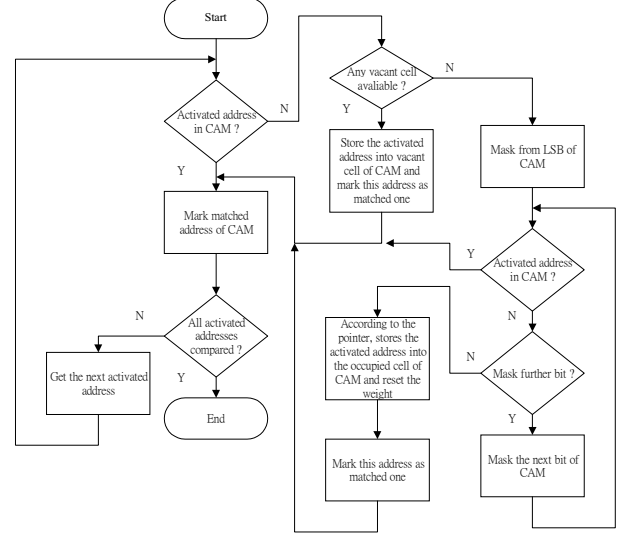 Start
Activated address
in CAM ?
N
Y
Any vacant cell
avaliable ?
N
Y
Store the activated
address into vacant
cell of CAM and
mark this address as
matched one
Mask from LSB of
CAM
Mark matched
address of CAM
Activated address
in CAM ?
Y
N
All activated
addresses
compared ?
N
Y
Get the next activated
address
End
According to the
pointer, stores the
activated address into
the occupied cell of
CAM and reset the
weight
Mask further bit ?
N
Y
Mark this address as
matched one
Mask the next bit of
CAM